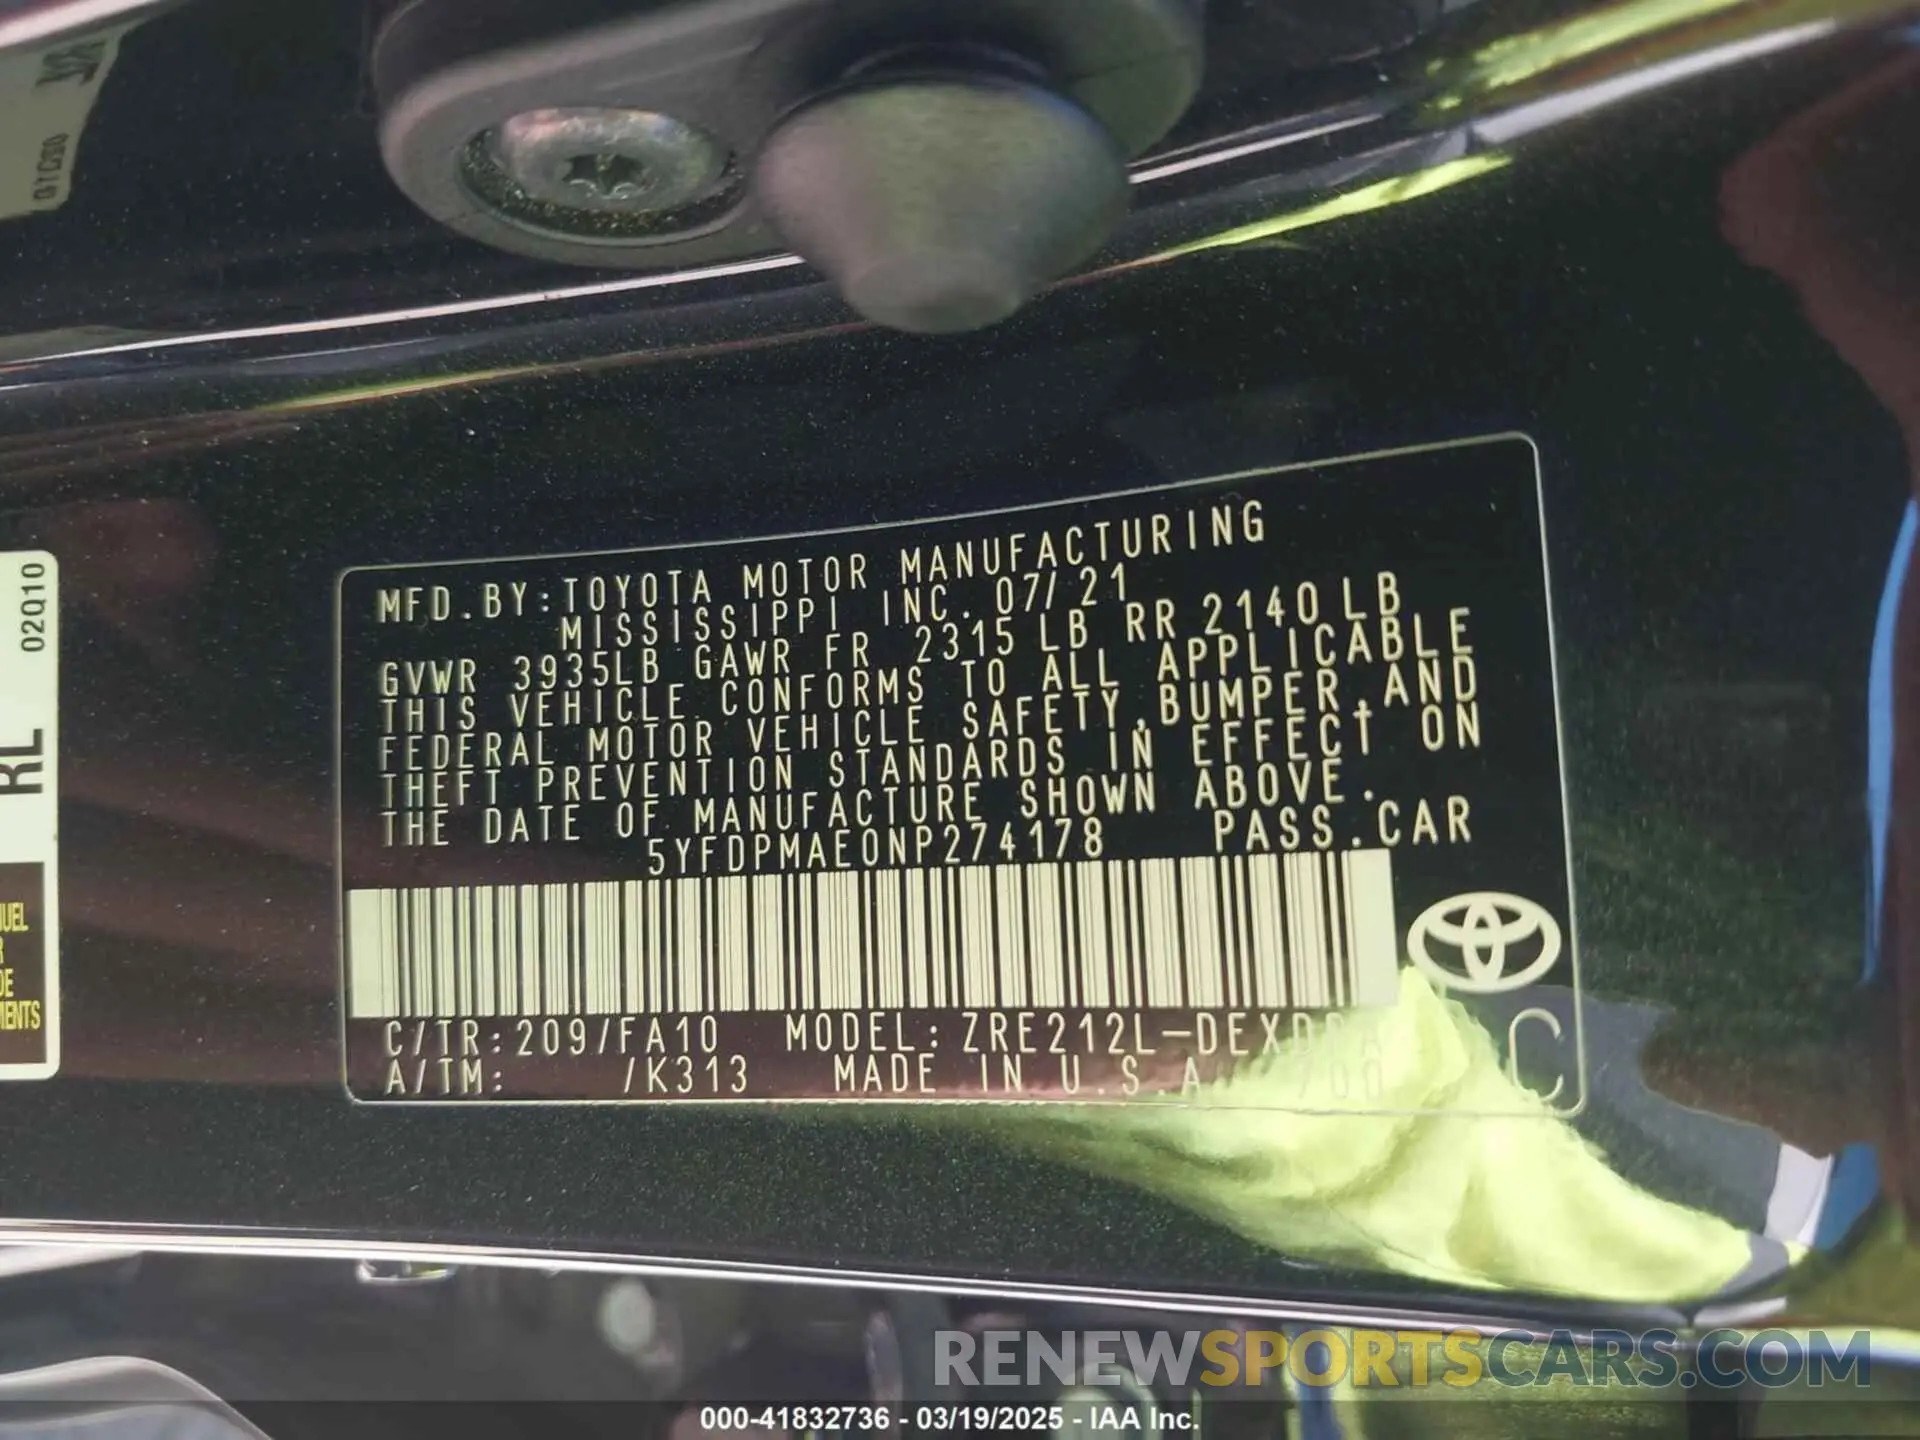 02Q10
RL
MFD.BY:TOYOTA MOTOR MANUFACTURING
MISSISSIPPI INC. 07/21
GVWR 3935LB GAWR FR 2315LB RR 2140LB
THIS VEHICLE CONFORMS TO ALL APPLICABLE
FEDERAL MOTOR VEHICLE SAFETY,BUMPER,AND
THEFT PREVENTION STANDARDS IN EFFECT ON
THE DATE OF MANUFACTURE SHOWN ABOVE.
5YFDPMAE0NP274178 PASS.CAR
C/TR:209/FA10 MODEL:ZRE212L-DEXD
A/TM: /K313 MADE IN U.S.A
C
RENEWSPORTSCARS.COM
000-41832736 - 03/19/2025 - IAA Inc.